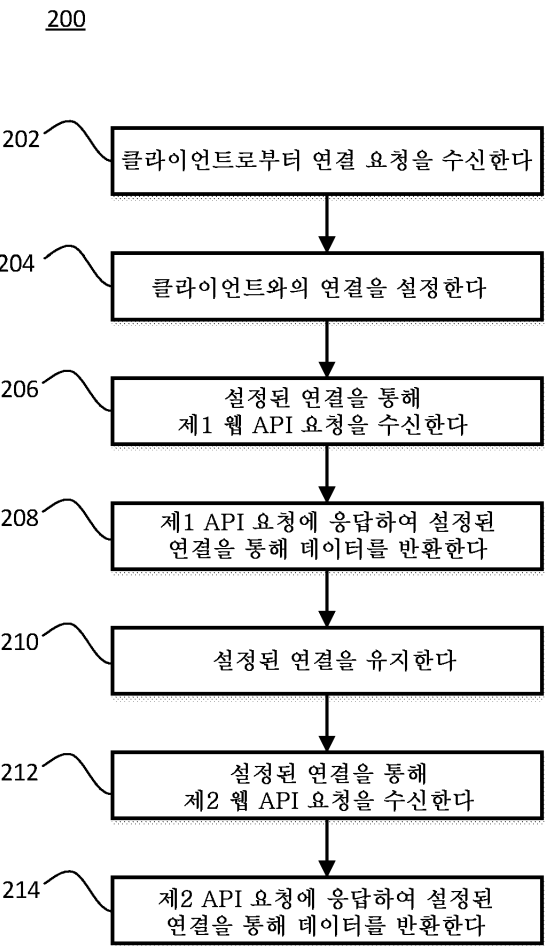 200
202
클라이언트로부터 연결 요청을 수신한다
204
클라이언트와의 연결을 설정한다
206
설정된 연결을 통해
제1 웹 API 요청을 수신한다
208
제1 API 요청에 응답하여 설정된
연결을 통해 데이터를 반환한다
210
설정된 연결을 유지한다
212
설정된 연결을 통해
제2 웹 API 요청을 수신한다
214
제2 API 요청에 응답하여 설정된
연결을 통해 데이터를 반환한다